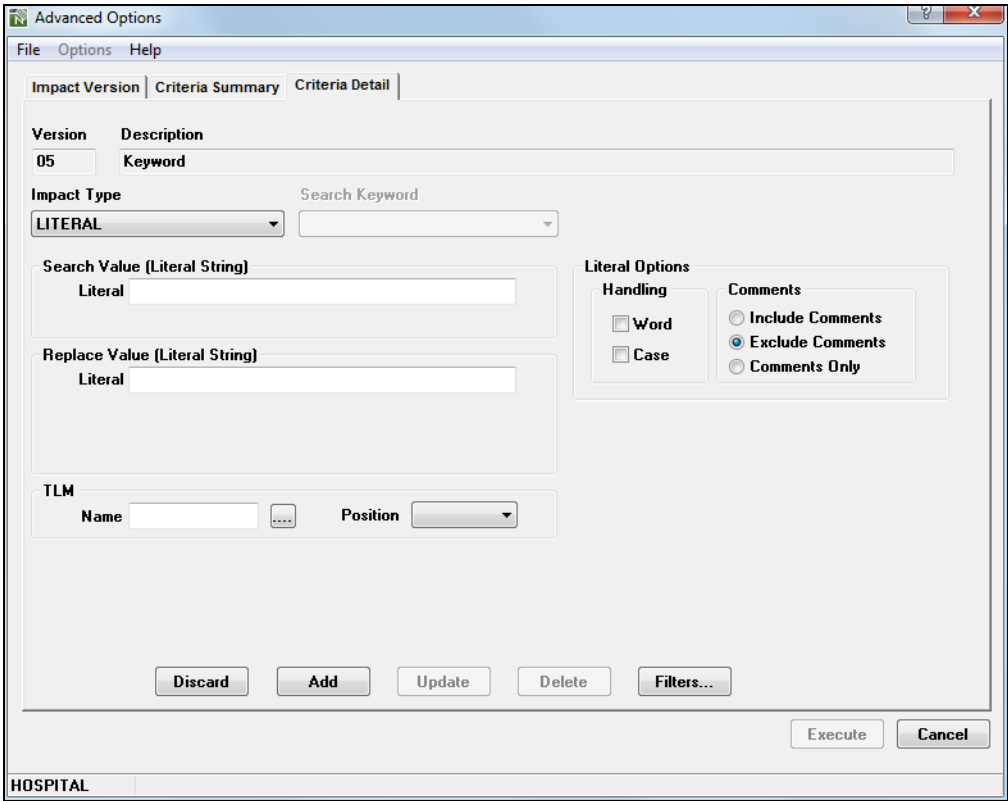 Advanced Options
File Options Help
Impact Version Criteria Summary Criteria Detail
Version Description
05 Keyword
Impact Type Search Keyword
LITERAL
Search Value (Literal String)
Literal
Literal Options
Handling Comments
Word
Case
Include Comments
Exclude Comments
Comments Only
Replace Value (Literal String)
Literal
TLM
Name .... Position
Discard Add Update Delete Filters...
Execute Cancel
HOSPITAL